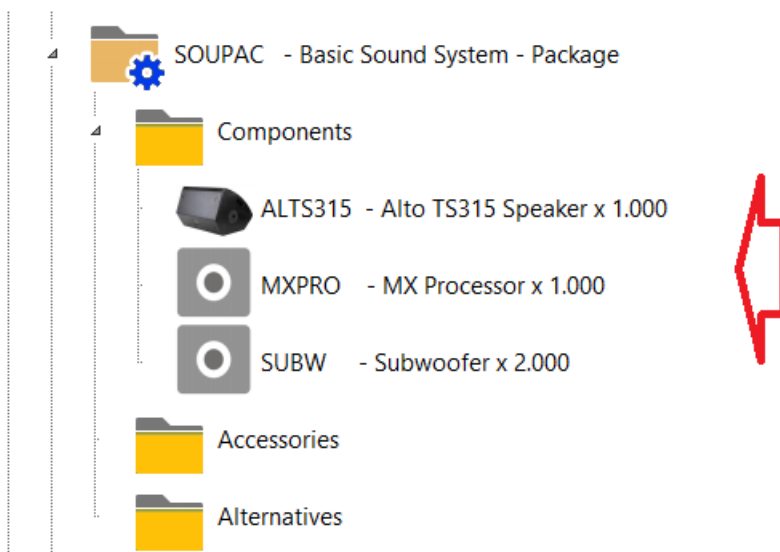 SOUPAC - Basic Sound System - Package
Components
ALTS315 - Alto TS315 Speaker x 1.000
MXPRO - MX Processor x 1.000
SUBW - Subwoofer x 2.000
Accessories
Alternatives